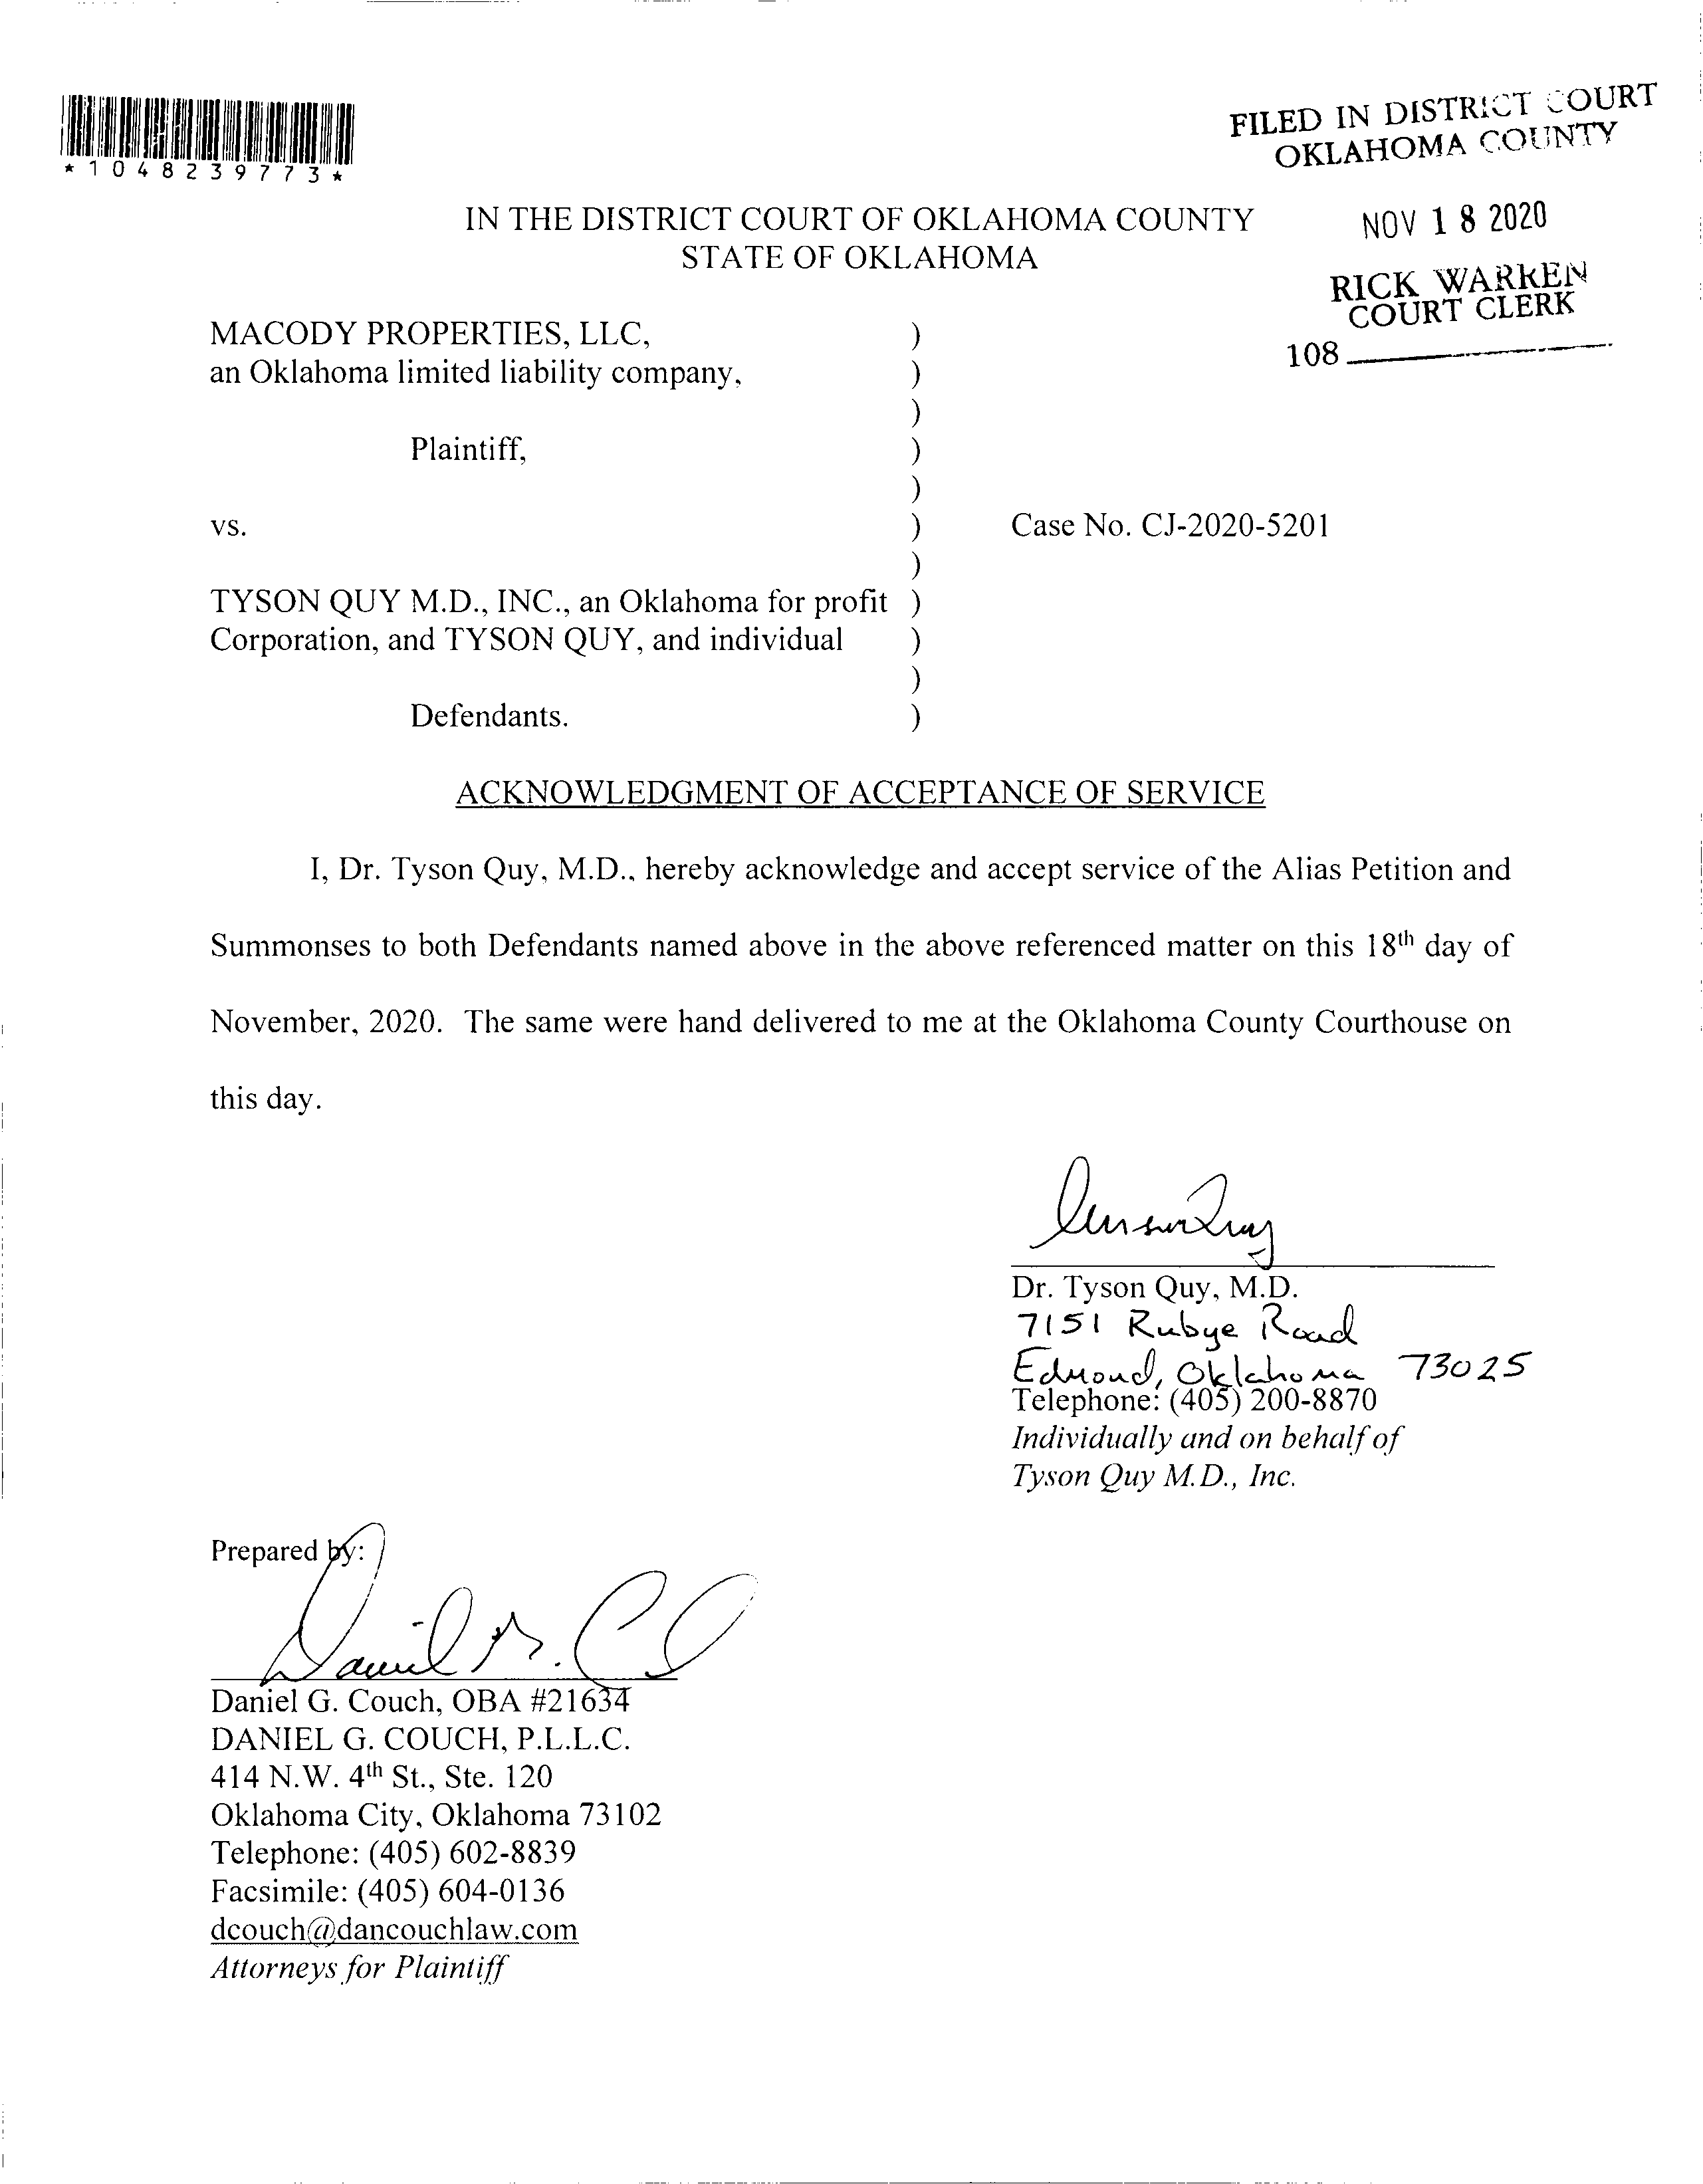 *1048239773*
FILED IN DISTRICT COURT
OKLAHOMA COUNTY
NOV 18 2020
RICK WARREN
COURT CLERK
108
IN THE DISTRICT COURT OF OKLAHOMA COUNTY
STATE OF OKLAHOMA
MACODY PROPERTIES, LLC, )
an Oklahoma limited liability company, )
)
Plaintiff, )
)
vs. ) Case No. CJ-2020-5201
)
TYSON QUY M.D., INC., an Oklahoma for profit )
Corporation, and TYSON QUY, and individual )
)
Defendants. )
ACKNOWLEDGMENT OF ACCEPTANCE OF SERVICE
I, Dr. Tyson Quy, M.D., hereby acknowledge and accept service of the Alias Petition and
Summonses to both Defendants named above in the above referenced matter on this 18th day of
November, 2020. The same were hand delivered to me at the Oklahoma County Courthouse on
this day.
Dr. Tyson Quy, M.D.
7151 Rubye Road
Edmond, Oklahoma 73025
Telephone: (405) 200-8870
Individually and on behalf of
Tyson Quy M.D., Inc.
Prepared by:
Daniel G. Couch, OBA #21634
DANIEL G. COUCH, P.L.L.C.
414 N.W. 4th St., Ste. 120
Oklahoma City, Oklahoma 73102
Telephone: (405) 602-8839
Facsimile: (405) 604-0136
dcouch@dancouchlaw.com
Attorneys for Plaintiff